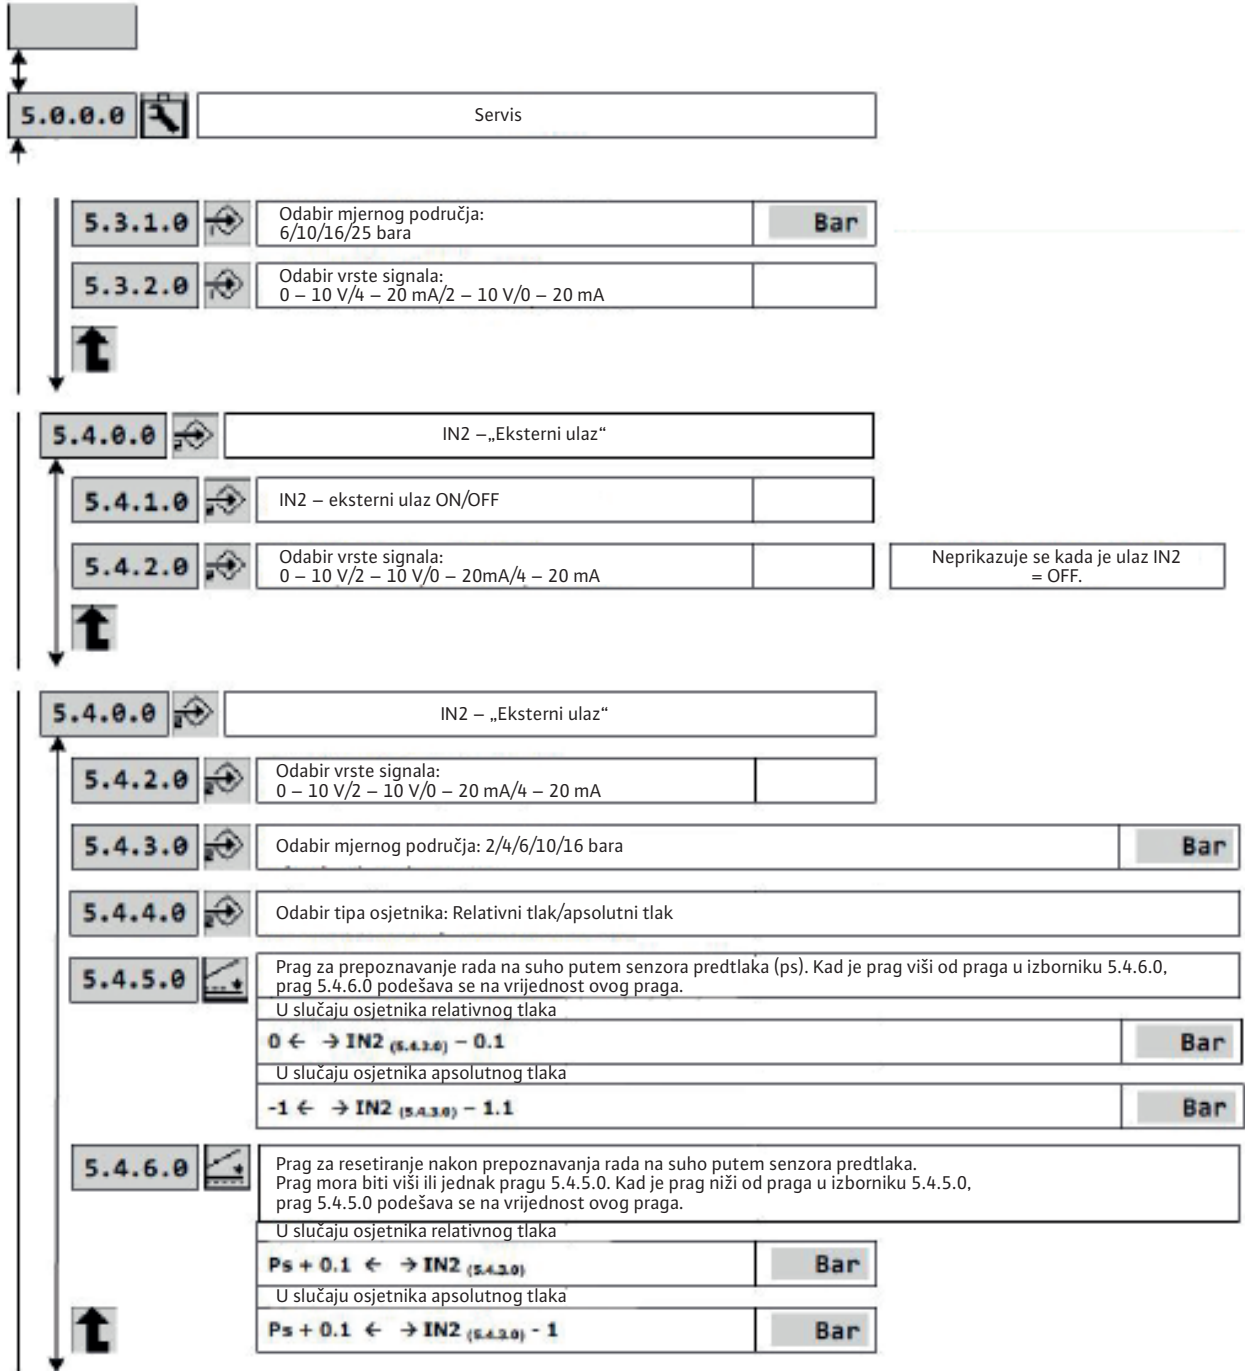 5.0.0.0 Servis
5.3.1.0 Odabir mjernog područja:
6/10/16/25 bara
Bar
5.3.2.0 Odabir vrste signala:
0 – 10 V/4 – 20 mA/2 – 10 V/0 – 20 mA
5.4.0.0 IN2 –„Eksterni ulaz“
5.4.1.0 IN2 – eksterni ulaz ON/OFF
5.4.2.0 Odabir vrste signala:
0 – 10 V/2 – 10 V/0 – 20mA/4 – 20 mA
Neprikazuje se kada je ulaz IN2
= OFF.
5.4.0.0 IN2 – „Eksterni ulaz“
5.4.2.0 Odabir vrste signala:
0 – 10 V/2 – 10 V/0 – 20 mA/4 – 20 mA
5.4.3.0 Odabir mjernog područja: 2/4/6/10/16 bara Bar
5.4.4.0 Odabir tipa osjetnika: Relativni tlak/apsolutni tlak
5.4.5.0 Prag za prepoznavanje rada na suho putem senzora predtlaka (ps). Kad je prag viši od praga u izborniku 5.4.6.0,
prag 5.4.6.0 podešava se na vrijednost ovog praga.
U slučaju osjetnika relativnog tlaka
0 ← → IN2 (5.4.3.0) – 0.1 Bar
U slučaju osjetnika apsolutnog tlaka
-1 ← → IN2 (5.4.3.0) – 1.1 Bar
5.4.6.0 Prag za resetiranje nakon prepoznavanja rada na suho putem senzora predtlaka.
Prag mora biti viši ili jednak pragu 5.4.5.0. Kad je prag niži od praga u izborniku 5.4.5.0,
prag 5.4.5.0 podešava se na vrijednost ovog praga.
U slučaju osjetnika relativnog tlaka
Ps + 0.1 ← → IN2 (5.4.3.0) Bar
U slučaju osjetnika apsolutnog tlaka
Ps + 0.1 ← → IN2 (5.4.3.0) - 1 Bar